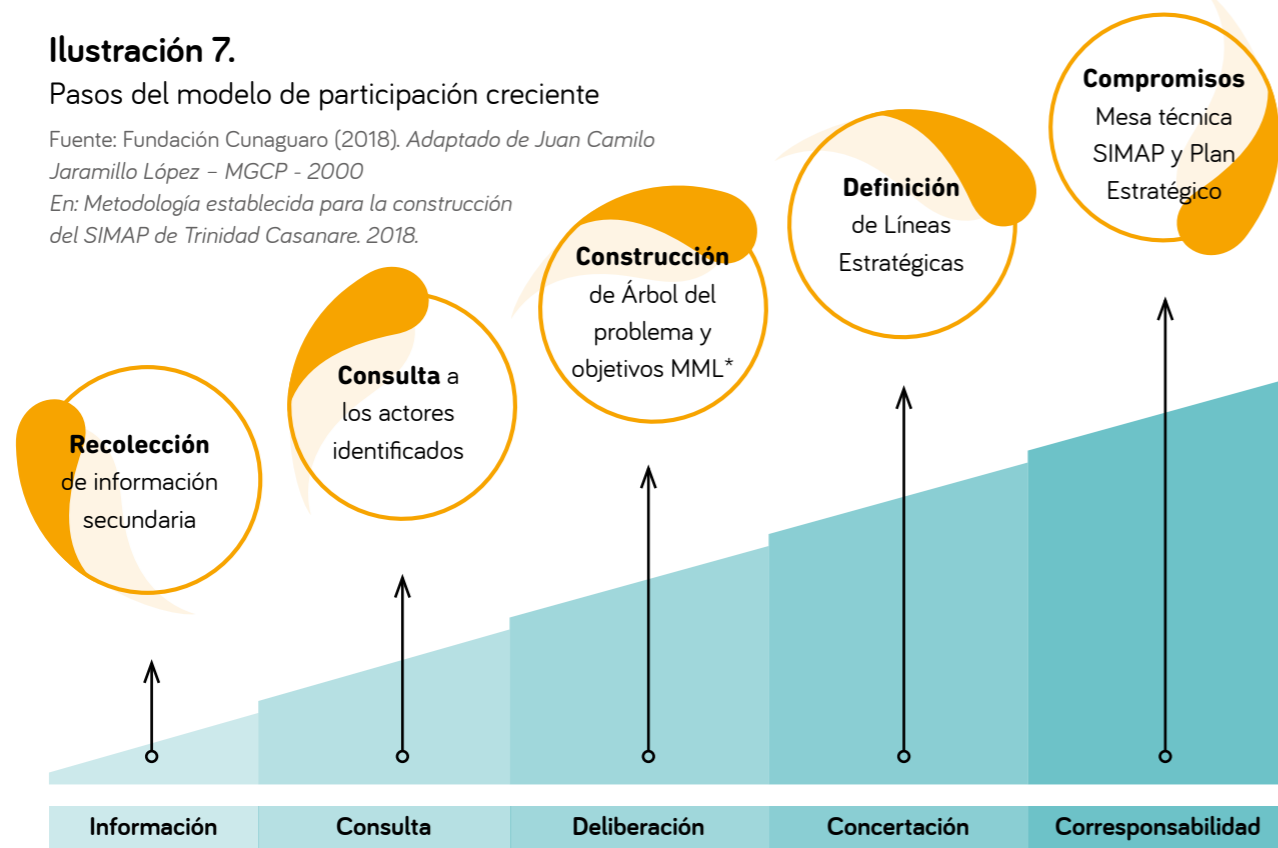 Ilustración 7.
Pasos del modelo de participación creciente
Fuente: Fundación Cunaguaro (2018). Adaptado de Juan Camilo
Jaramillo López – MGCP - 2000
En: Metodología establecida para la construcción
del SIMAP de Trinidad Casanare. 2018.
Recolección
de información
secundaria
Consulta a
los actores
identificados
Construcción
de Árbol del
problema y
objetivos MML*
Definición
de Líneas
Estratégicas
Compromisos
Mesa técnica
SIMAP y Plan
Estratégico
Información
Consulta
Deliberación
Concertación
Corresponsabilidad